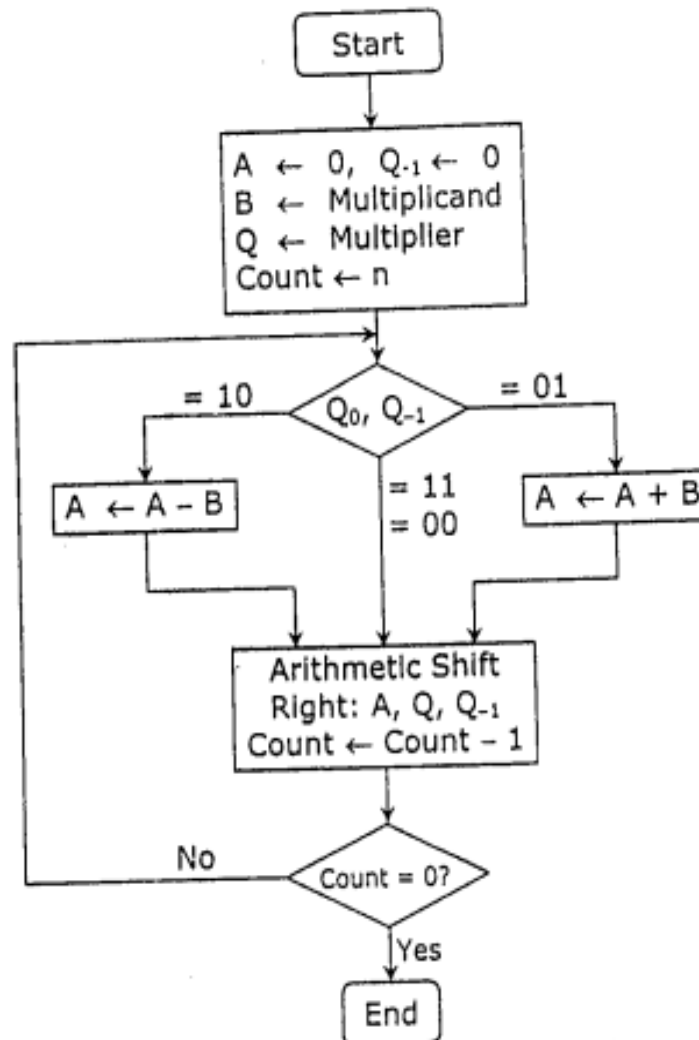 Start
A ← 0, Q₋₁ ← 0
B ← Multiplicand
Q ← Multiplier
Count ← n
= 10
Q₀, Q₋₁
= 01
A ← A – B
= 11
= 00
A ← A + B
Arithmetic Shift
Right: A, Q, Q₋₁
Count ← Count – 1
No
Count = 0?
Yes
End